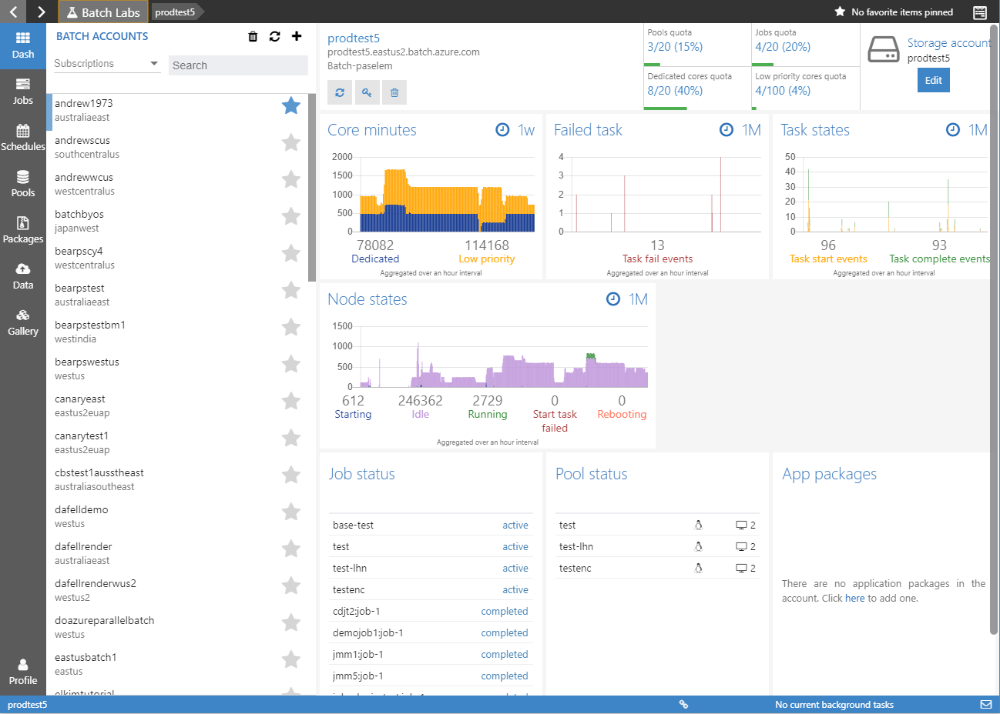 Batch Labs
prodtest5
No favorite items pinned
Dash
Jobs
Schedules
Pools
Packages
Data
Gallery
Profile
BATCH ACCOUNTS
Subscriptions
Search
andrew1973
australiaeast
andrewscus
southcentralus
andrewwcus
westcentralus
batchbyos
japanwest
bearpscy4
westcentralus
bearpstest
australiaeast
bearpstestbm1
westindia
bearpswestus
westus
canaryeast
eastus2euap
canarytest1
eastus2euap
cbstest1ausstheast
australiasoutheast
dafelldemo
westus
dafellrender
australiaeast
dafellrenderwus2
westus2
doazureparallelbatch
westus
eastusbatch1
eastus
elkimtutorial
prodtest5
prodtest5.eastus2.batch.azure.com
Batch-paselem
Pools quota
3/20 (15%)
Jobs quota
4/20 (20%)
Dedicated cores quota
8/20 (40%)
Low priority cores quota
4/100 (4%)
Storage account
prodtest5
Edit
Core minutes
1w
2000
1500
1000
500
0
78082
Dedicated
114168
Low priority
Aggregated over an hour interval
Failed task
1M
4
3
2
1
0
13
Task fail events
Aggregated over an hour interval
Task states
1M
50
40
30
20
10
0
96
Task start events
93
Task complete events
Aggregated over an hour interval
Node states
1M
1500
1000
500
0
612
Starting
246362
Idle
2729
Running
0
Start task
failed
0
Rebooting
Aggregated over an hour interval
Job status
base-test active
test active
test-lhn active
testenc active
cdjt2:job-1 completed
demojob1:job-1 completed
jmm1:job-1 completed
jmm5:job-1 completed
Pool status
test 2
test-lhn 2
testenc 2
App packages
There are no application packages in the
account. Click here to add one.
prodtest5
No current background tasks